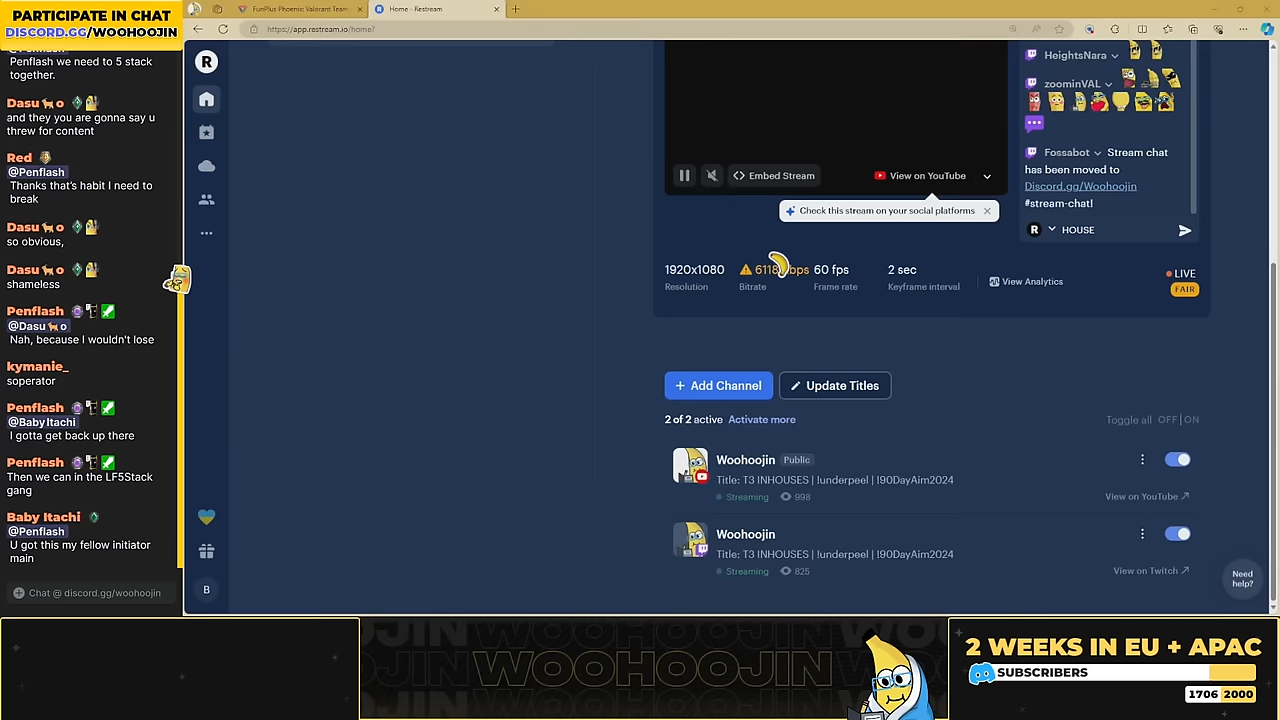 PARTICIPATE IN CHAT
DISCORD.GG/WOOHOOJIN
Penflash we need to 5 stack
together.
Dasu o
and they you are gonna say u
threw for content
Red
@Penflash
Thanks that's habit I need to
break
Dasu o
so obvious,
Dasu o
shameless
Penflash
@Dasu o
Nah, because I wouldn't lose
kymanie_
soperator
Penflash
@Baby Itachi
I gotta get back up there
Penflash
Then we can in the LF5Stack
gang
Baby Itachi
@Penflash
U got this my fellow initiator
main
Chat @ discord.gg/woohoojin
FunPlus Phoenix: Valorant Team
Home - Restream
https://app.restream.io/home?
R
B
Embed Stream
View on YouTube
Check this stream on your social platforms
1920x1080
Resolution
Bitrate
60 fps
Frame rate
2 sec
Keyframe interval
View Analytics
LIVE
FAIR
HeightsNara
zoominVAL
Fossabot Stream chat
has been moved to
Discord.gg/Woohoojin
#stream-chat!
R HOUSE
+ Add Channel
Update Titles
2 of 2 active Activate more
Toggle all OFF | ON
Woohoojin Public
Title: T3 INHOUSES | !underpeel | !90DayAim2024
Streaming 998
View on YouTube
Woohoojin
Title: T3 INHOUSES | !underpeel | !90DayAim2024
Streaming 825
View on Twitch
Need
help?
WOOHOOJIN
2 WEEKS IN EU + APAC
SUBSCRIBERS
1706 2000